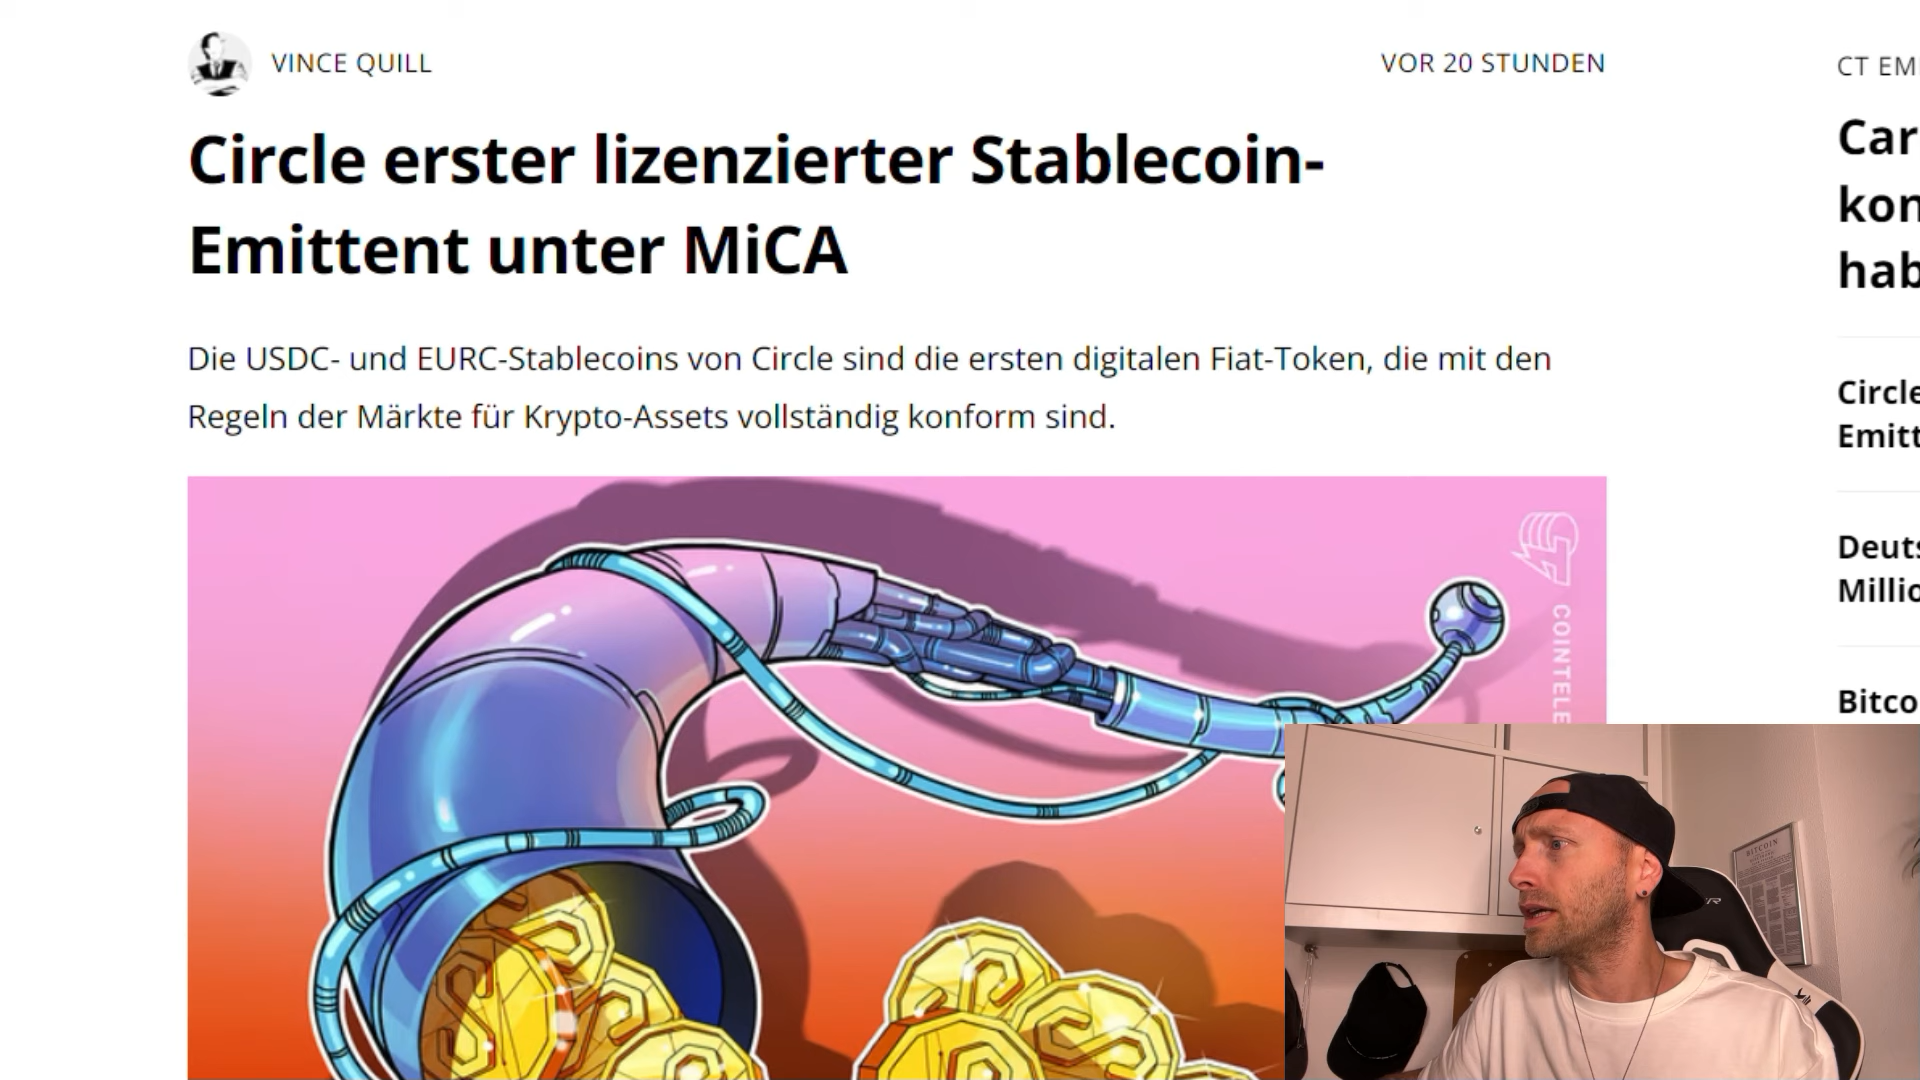 VINCE QUILL
VOR 20 STUNDEN
Circle erster lizenzierter Stablecoin-
Emittent unter MiCA
Die USDC- und EURC-Stablecoins von Circle sind die ersten digitalen Fiat-Token, die mit den
Regeln der Märkte für Krypto-Assets vollständig konform sind.
COINTELE
CT EM
Car
kon
hab
Circle
Emitt
Deuts
Millio
Bitco
BITCOIN